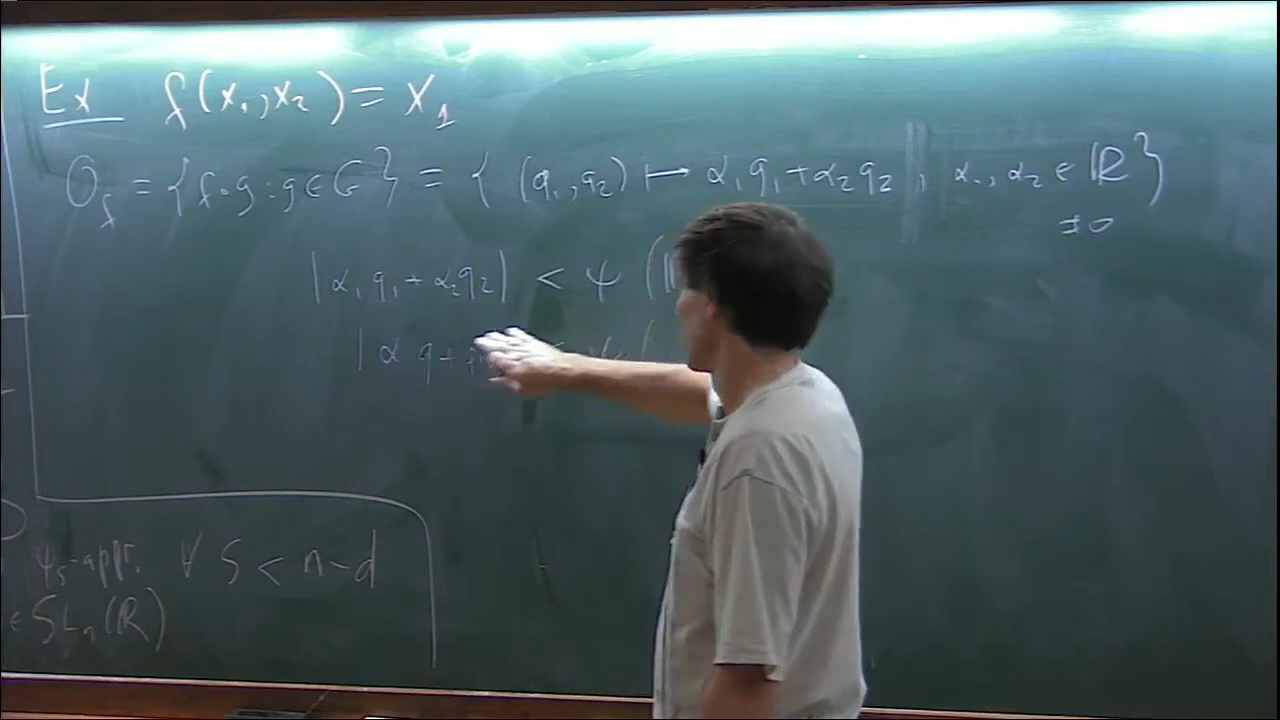 Ex f(x₁,x₂) = x₁
O_f = {f∘g : g ∈ G} = { (q₁,q₂) ↦ α₁q₁+α₂q₂, α₁,α₂ ∈ ℝ }
≠0
|α₁q₁+α₂q₂| < ψ (
|α q +
ψ_s-appr. ∀ s < n-d
∈ SL_n(ℝ)